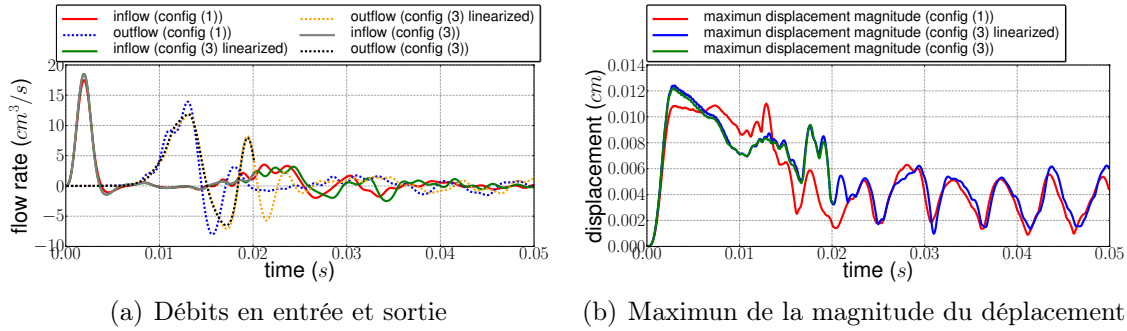 inflow (config (1))
outflow (config (1))
inflow (config (3) linearized)
outflow (config (3) linearized)
inflow (config (3))
outflow (config (3))
flow rate (cm³/s)
20
15
10
5
0
−5
−10
0.00
0.01
0.02
0.03
0.04
0.05
time (s)
(a) Débits en entrée et sortie
maximun displacement magnitude (config (1))
maximun displacement magnitude (config (3) linearized)
maximun displacement magnitude (config (3))
displacement (cm)
0.014
0.012
0.010
0.008
0.006
0.004
0.002
0.000
0.00
0.01
0.02
0.03
0.04
0.05
time (s)
(b) Maximun de la magnitude du déplacement